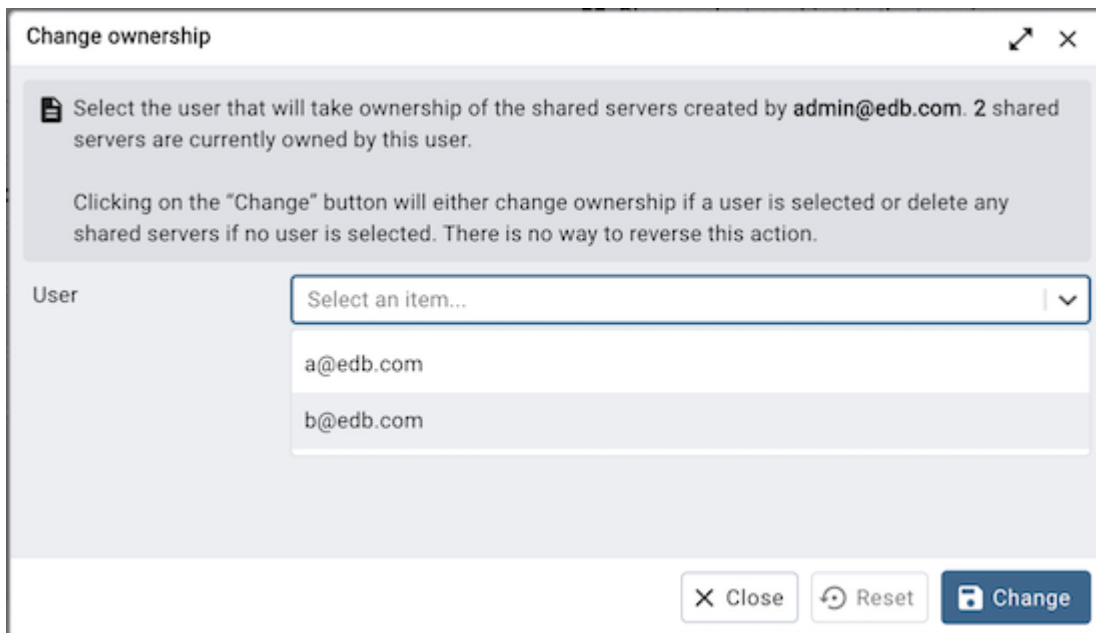 Change ownership
Select the user that will take ownership of the shared servers created by admin@edb.com. 2 shared
servers are currently owned by this user.
Clicking on the “Change” button will either change ownership if a user is selected or delete any
shared servers if no user is selected. There is no way to reverse this action.
User
Select an item...
a@edb.com
b@edb.com
Close
Reset
Change